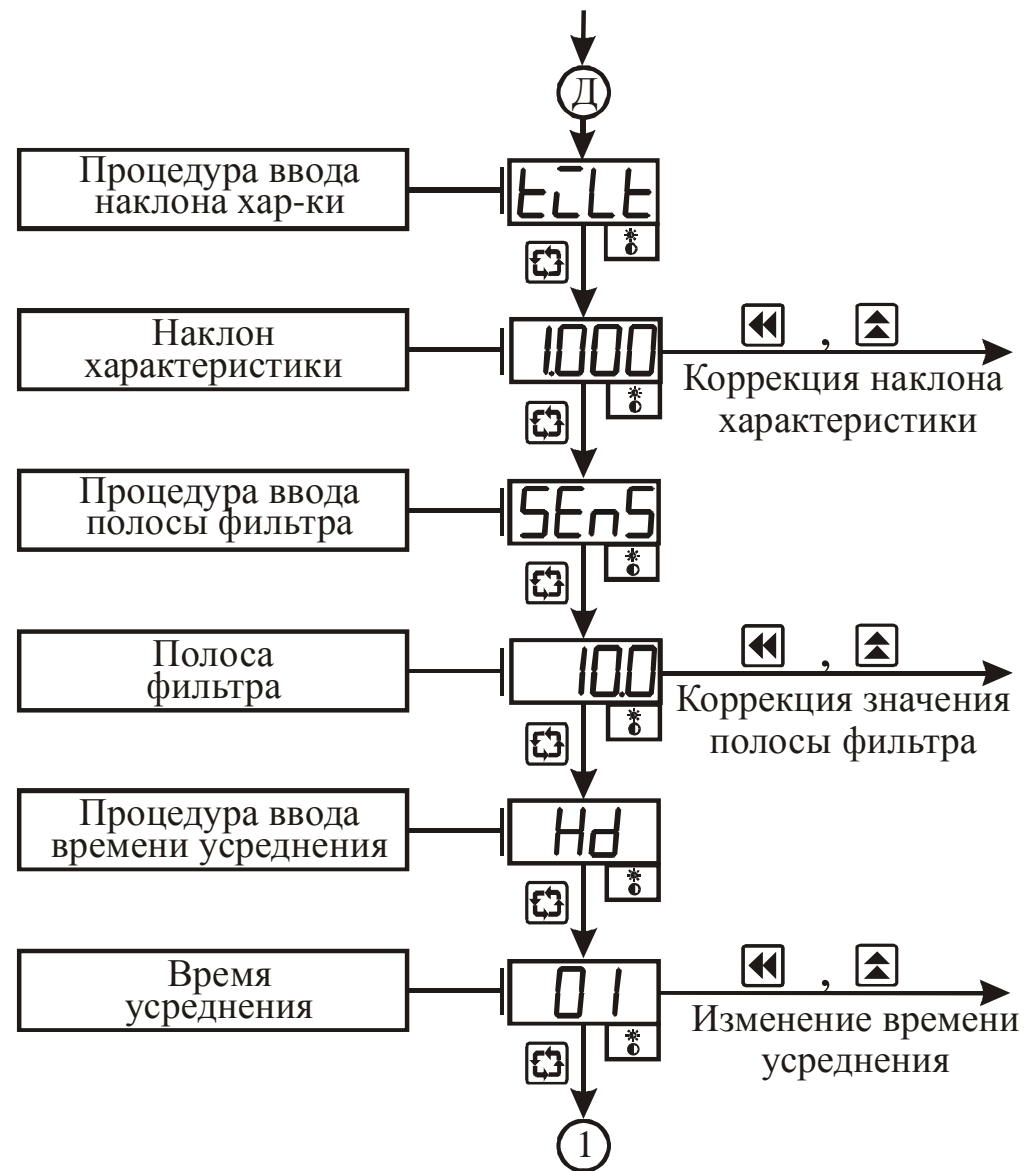 Д
Процедура ввода
наклона хар-ки
tiLt
Наклон
характеристики
1.000
,
Коррекция наклона
характеристики
Процедура ввода
полосы фильтра
SEnS
Полоса
фильтра
10.0
,
Коррекция значения
полосы фильтра
Процедура ввода
времени усреднения
Hd
Время
усреднения
01
,
Изменение времени
усреднения
1